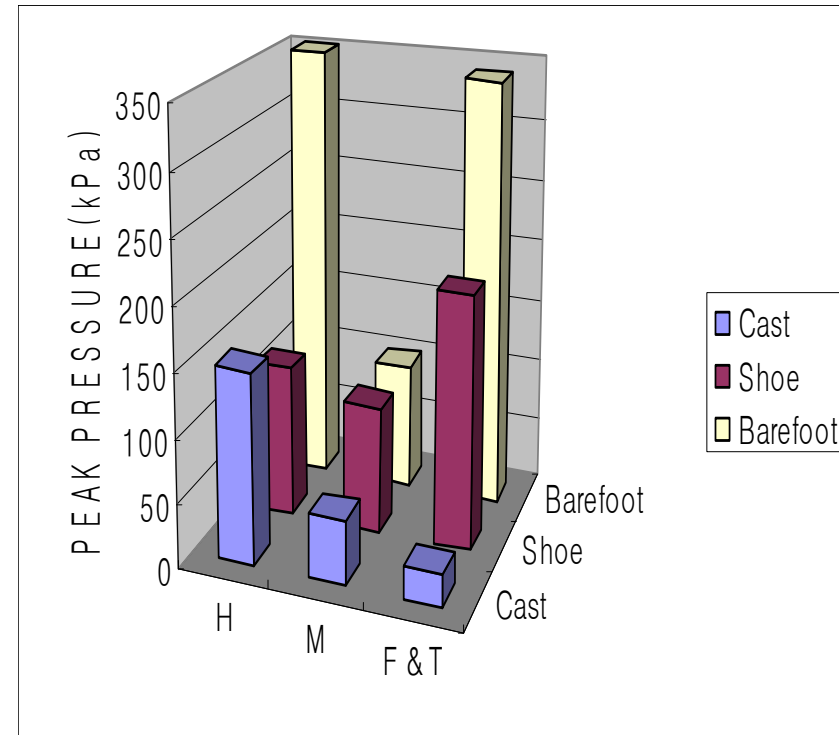 PEAK PRESSURE(kPa)
350
300
250
200
150
100
50
0
H
M
F & T
Barefoot
Shoe
Cast
Cast
Shoe
Barefoot